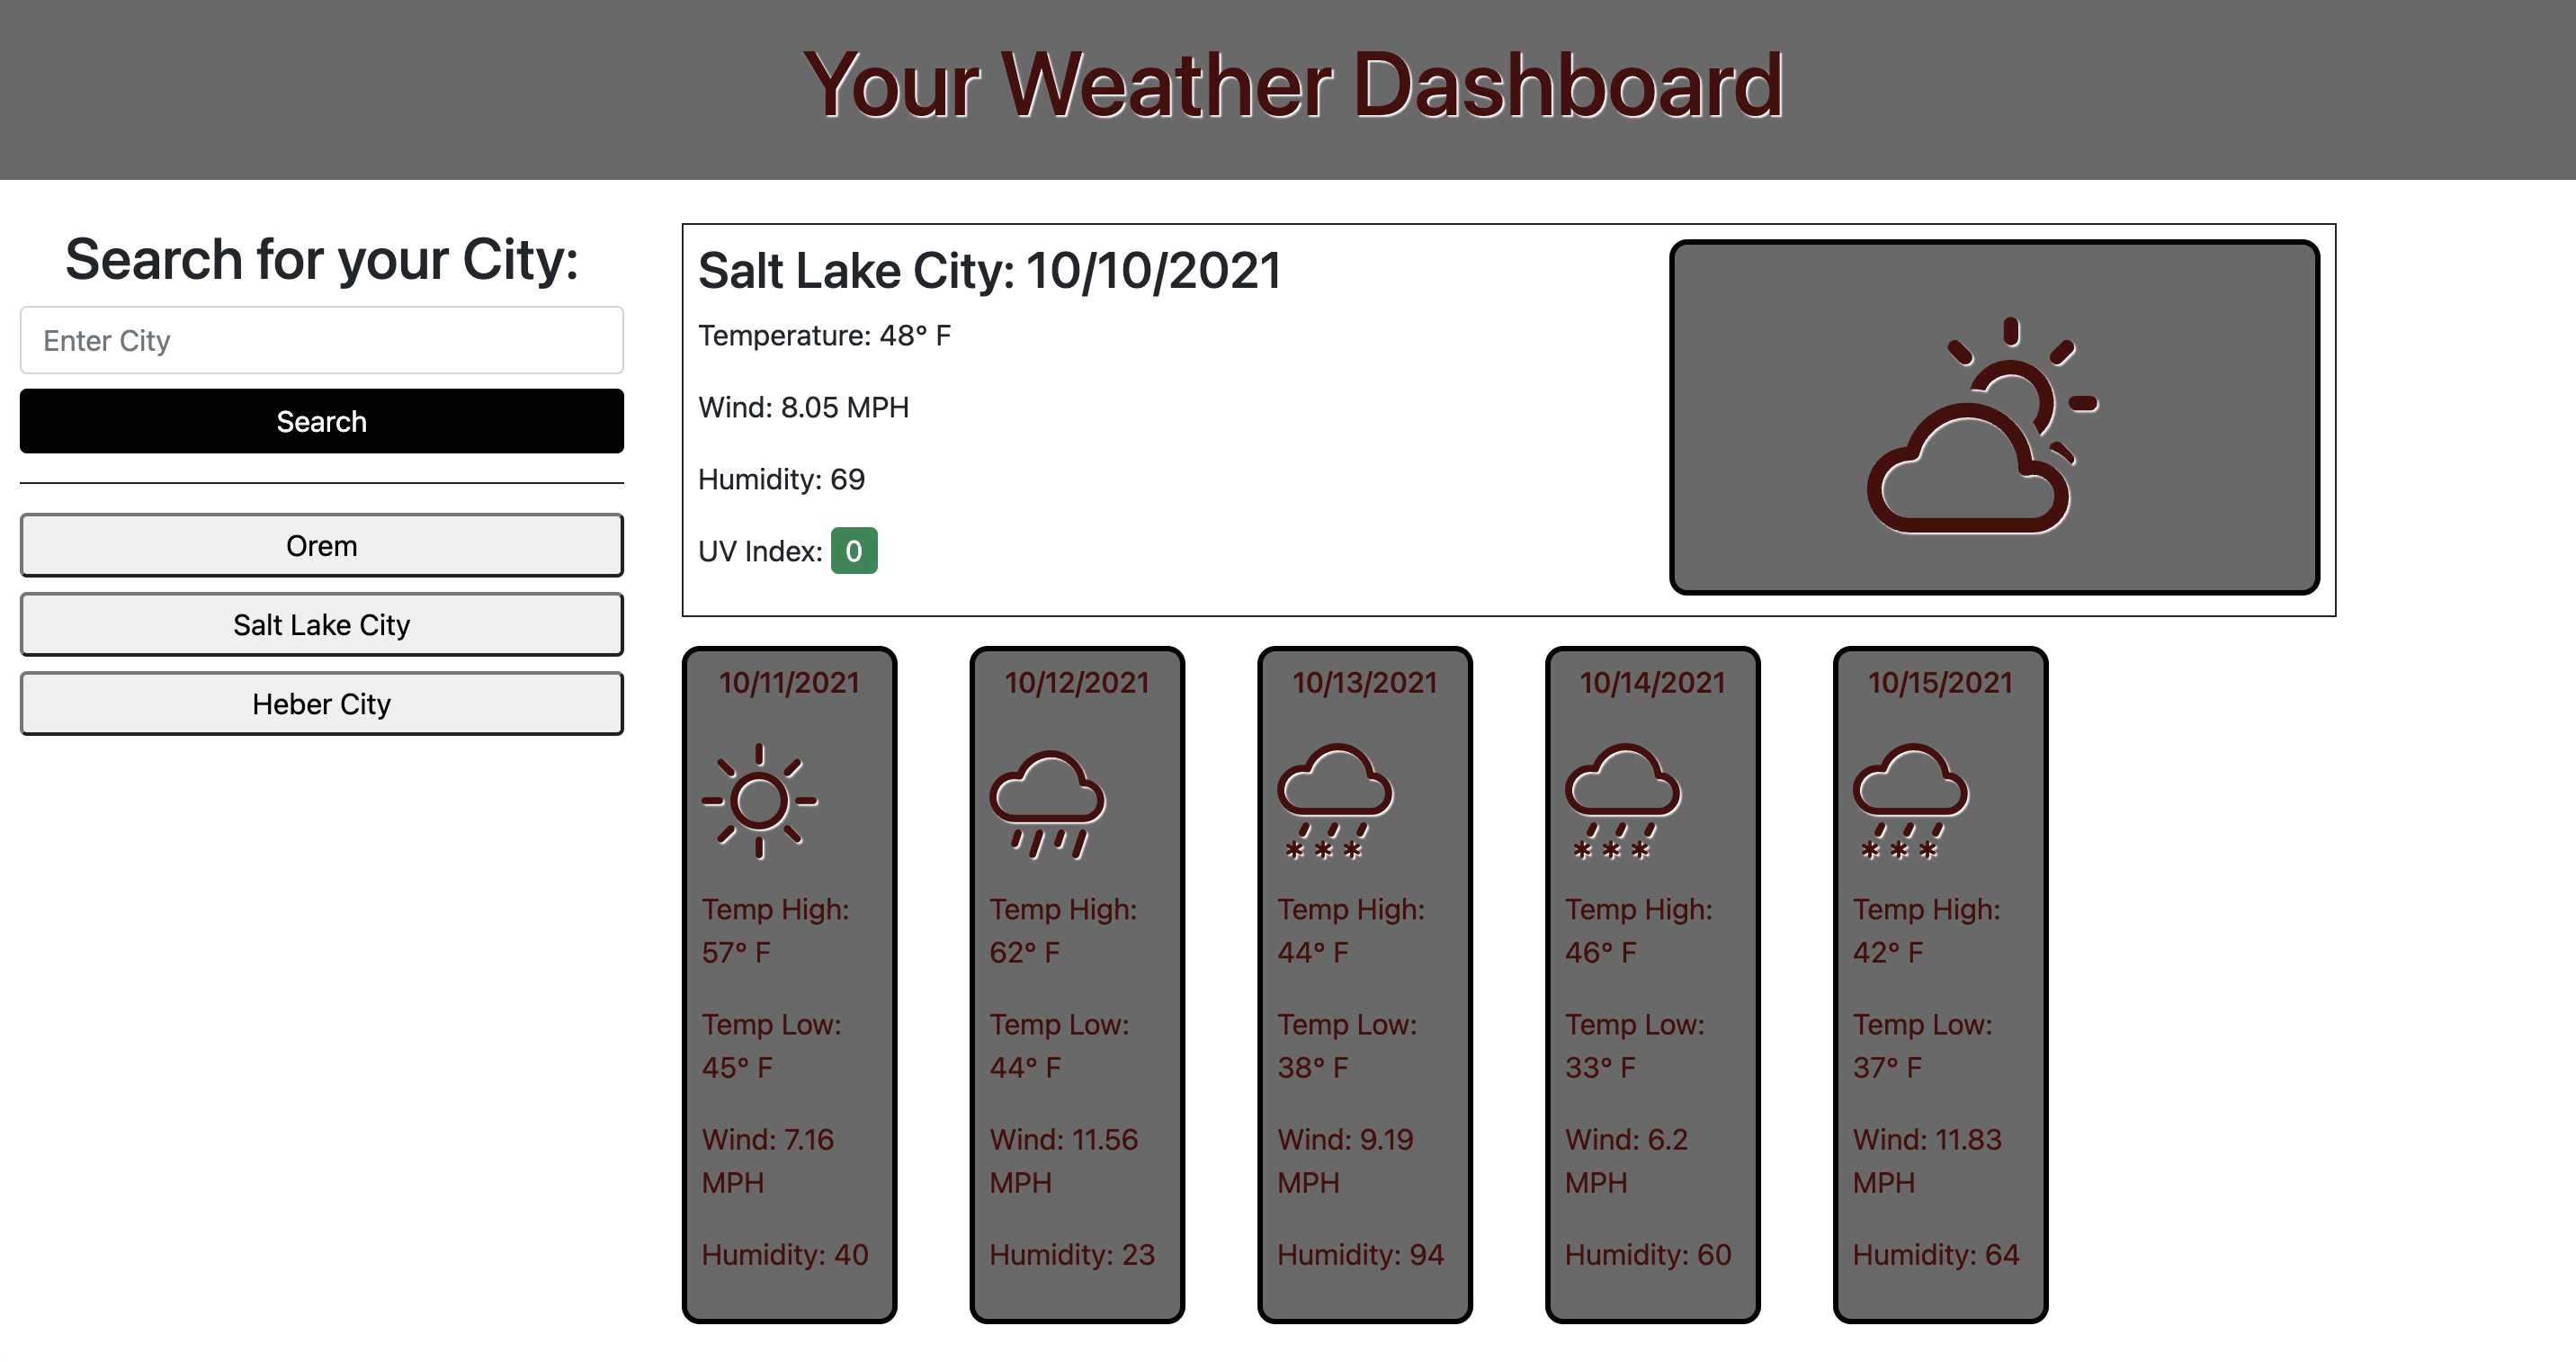 Your Weather Dashboard
Search for your City:
Enter City
Search
Orem
Salt Lake City
Heber City
Salt Lake City: 10/10/2021
Temperature: 48° F
Wind: 8.05 MPH
Humidity: 69
UV Index: 0
10/11/2021
Temp High:
57° F
Temp Low:
45° F
Wind: 7.16
MPH
Humidity: 40
10/12/2021
Temp High:
62° F
Temp Low:
44° F
Wind: 11.56
MPH
Humidity: 23
10/13/2021
Temp High:
44° F
Temp Low:
38° F
Wind: 9.19
MPH
Humidity: 94
10/14/2021
Temp High:
46° F
Temp Low:
33° F
Wind: 6.2
MPH
Humidity: 60
10/15/2021
Temp High:
42° F
Temp Low:
37° F
Wind: 11.83
MPH
Humidity: 64